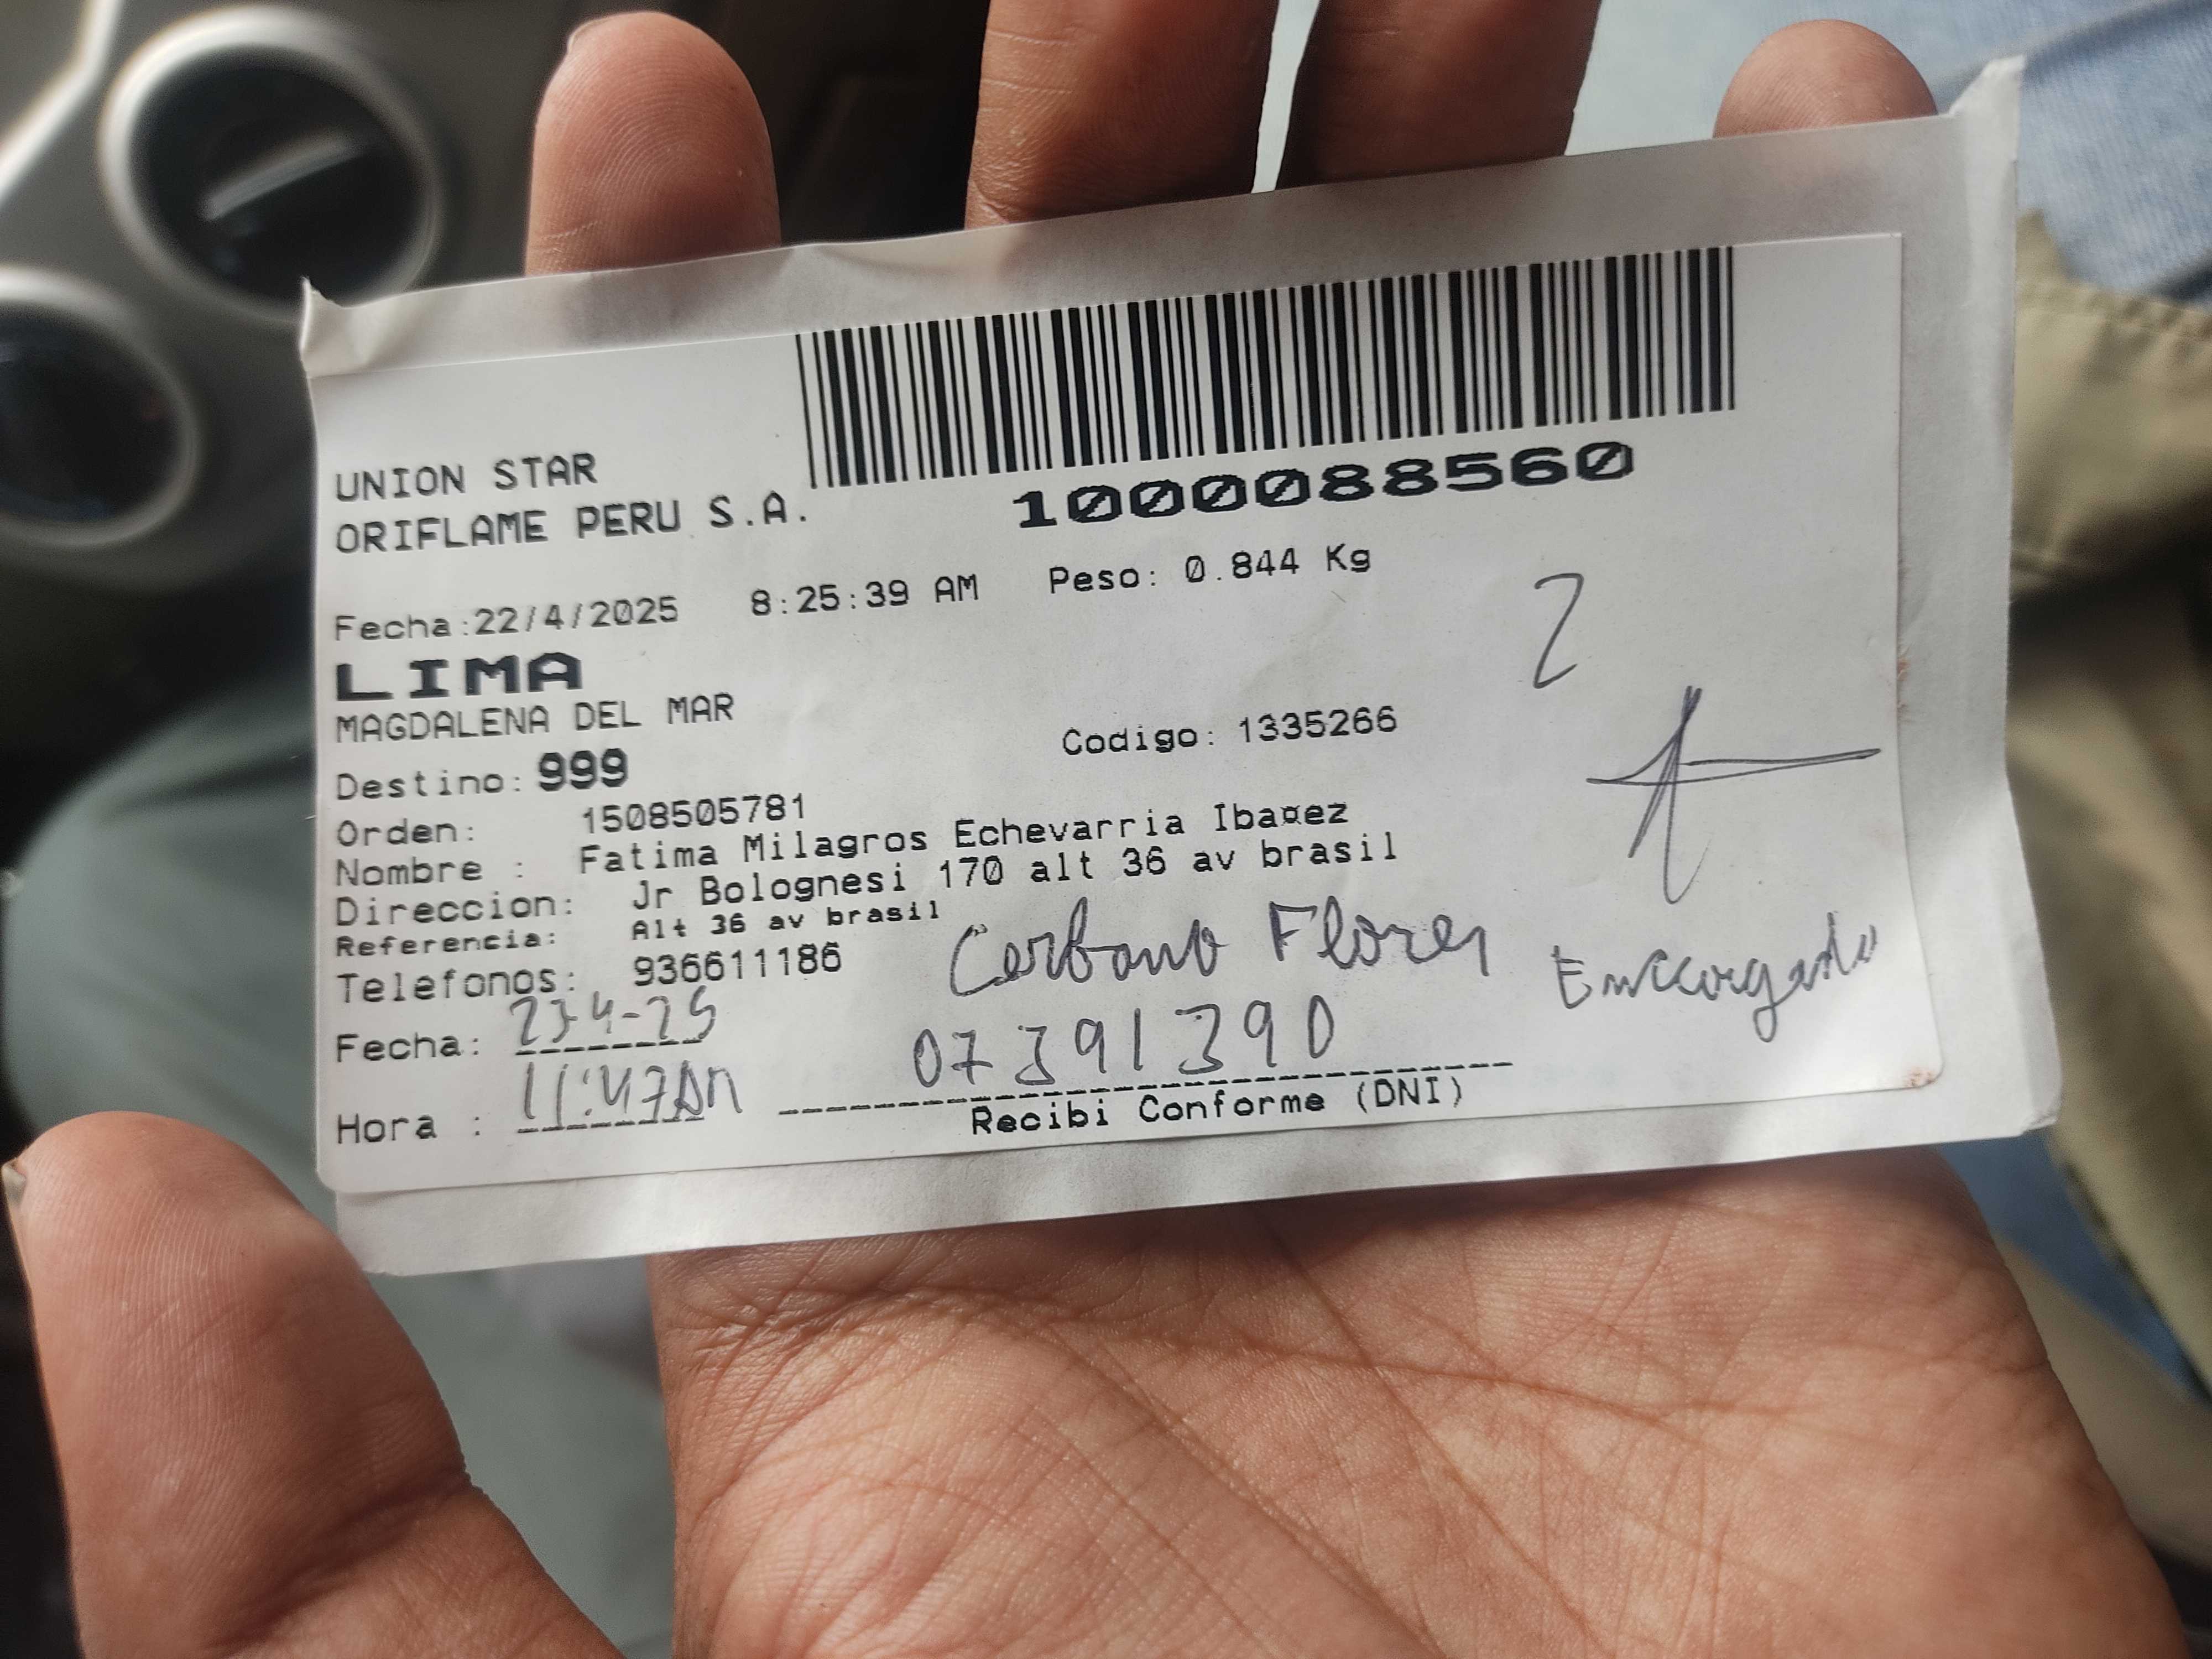 UNION STAR
ORIFLAME PERU S.A.
1000088560
Fecha:22/4/2025 8:25:39 AM Peso: 0.844 Kg
2
LIMA
MAGDALENA DEL MAR
Destino: 999 Codigo: 1335266
Orden: 1508505781
Nombre : Fatima Milagros Echevarria Ibaɐez
Direccion: Jr Bolognesi 170 alt 36 av brasil
Referencia: Alt 36 av brasil
Telefonos: 936611186
Flores Encargado
Fecha: 23-4-25
07391390
Hora : 11:47AM
Recibi Conforme (DNI)